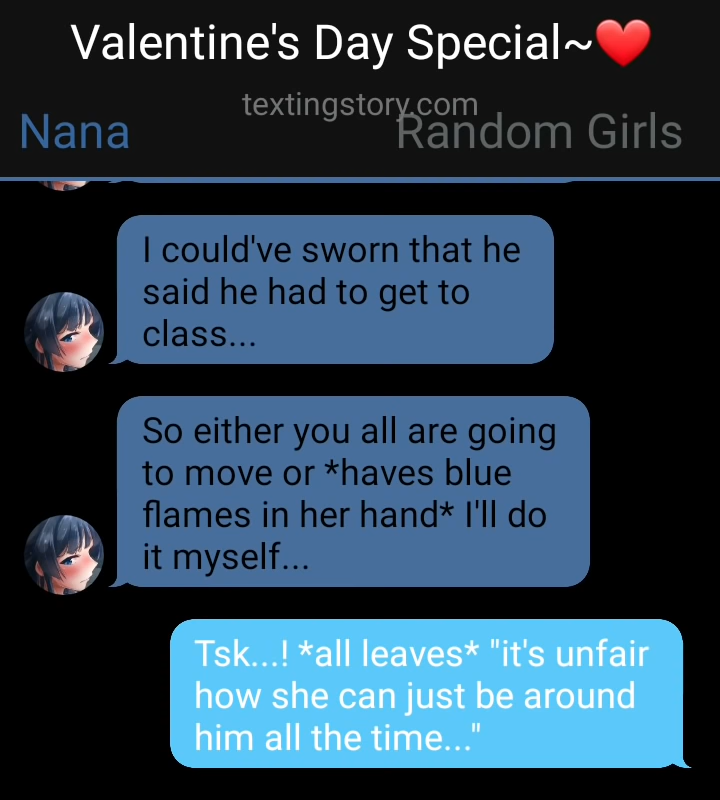 Valentine's Day Special~❤️
textingstory.com
Nana
Random Girls
I could've sworn that he
said he had to get to
class...
So either you all are going
to move or *haves blue
flames in her hand* I'll do
it myself...
Tsk...! *all leaves* "it's unfair
how she can just be around
him all the time..."